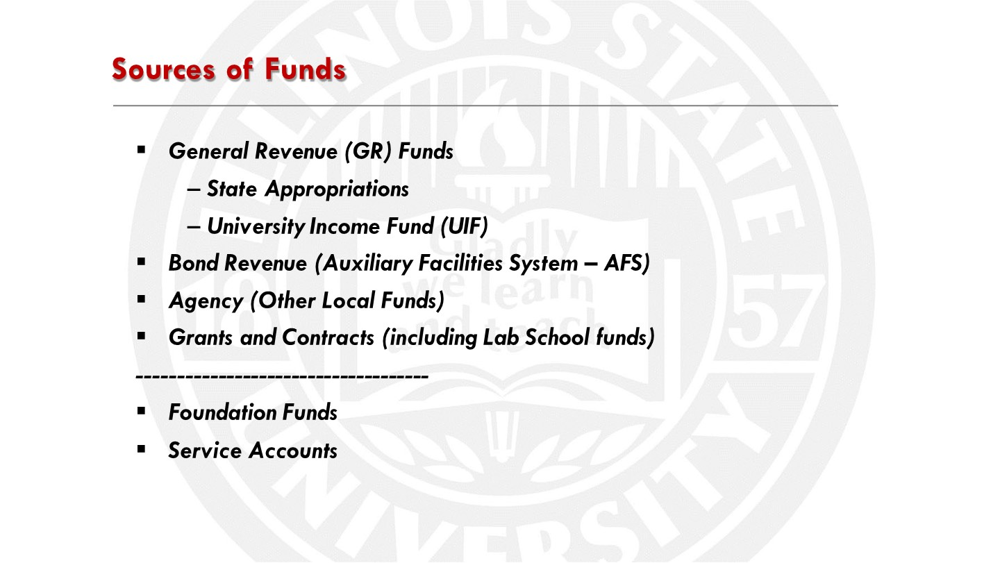 ILLINOIS STATE
Sources of Funds
▪ General Revenue (GR) Funds
– State Appropriations
– University Income Fund (UIF)
▪ Bond Revenue (Auxiliary Facilities System – AFS)
▪ Agency (Other Local Funds)
▪ Grants and Contracts (including Lab School funds)
------------------------------------
▪ Foundation Funds
▪ Service Accounts
Gladly
we learn
and teach
18 57
UNIVERSITY